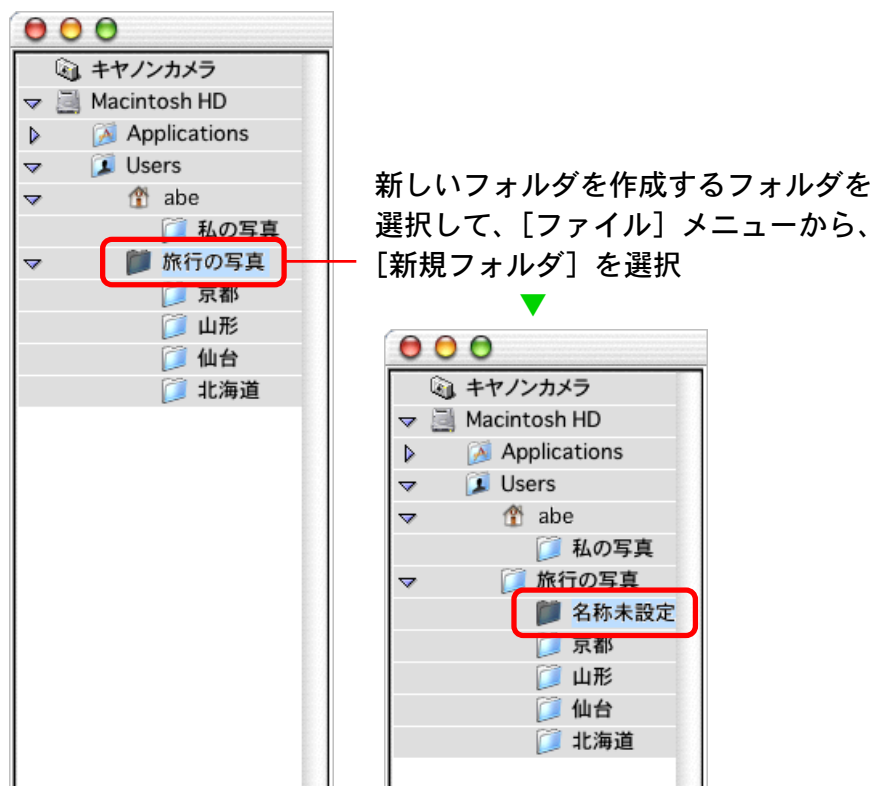 キヤノンカメラ
Macintosh HD
Applications
Users
abe
私の写真
旅行の写真
京都
山形
仙台
北海道
新しいフォルダを作成するフォルダを
選択して、［ファイル］メニューから、
［新規フォルダ］を選択
キヤノンカメラ
Macintosh HD
Applications
Users
abe
私の写真
旅行の写真
名称未設定
京都
山形
仙台
北海道